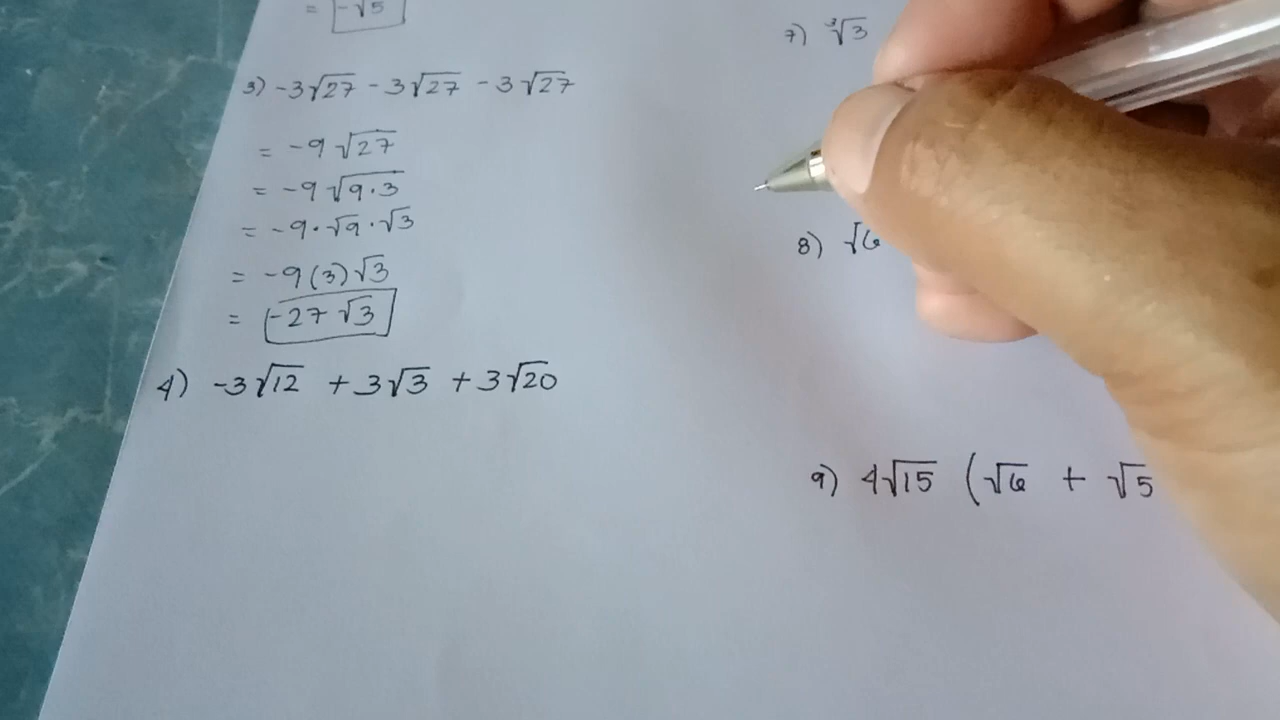 = -√5
3) -3√27 - 3√27 - 3√27
= -9√27
= -9√9·3
= -9·√9·√3
= -9(3)√3
= -27√3
4) -3√12 + 3√3 + 3√20
7) ∛3
8) √6
9) 4√15 (√6 + √5